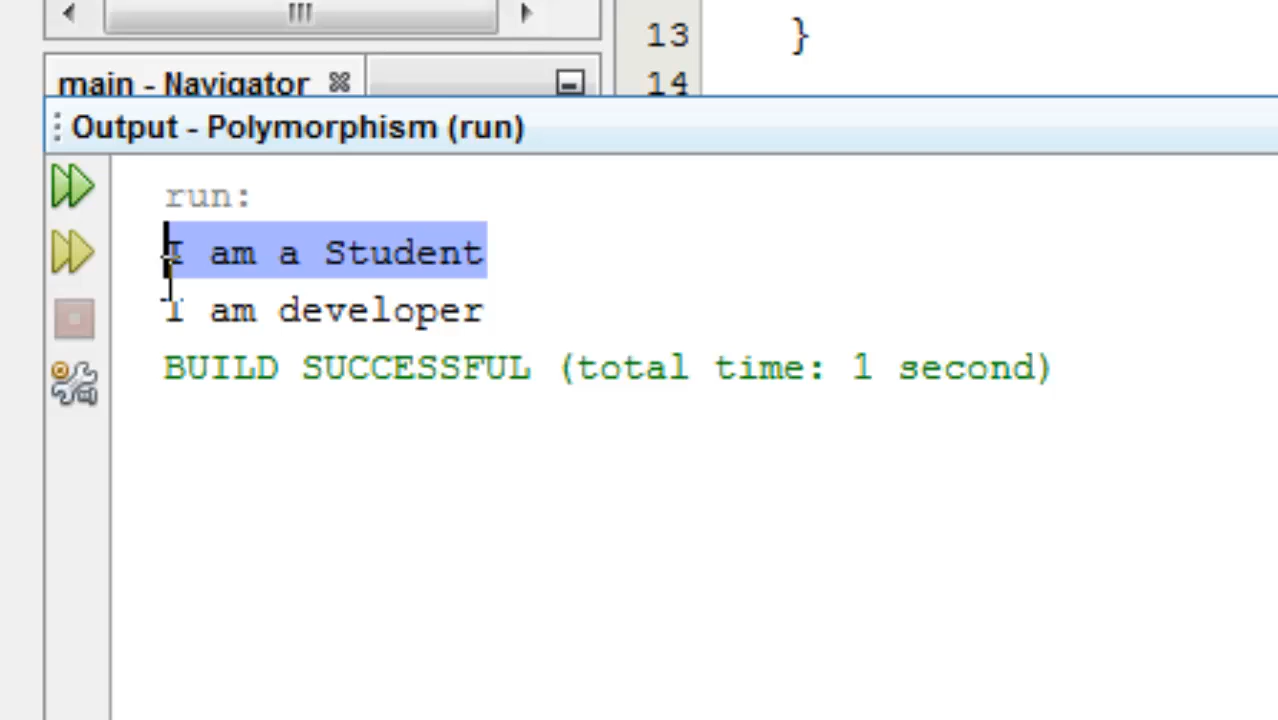 13 }
main - Navigator
14
Output - Polymorphism (run)
run:
I am a Student
I am developer
BUILD SUCCESSFUL (total time: 1 second)